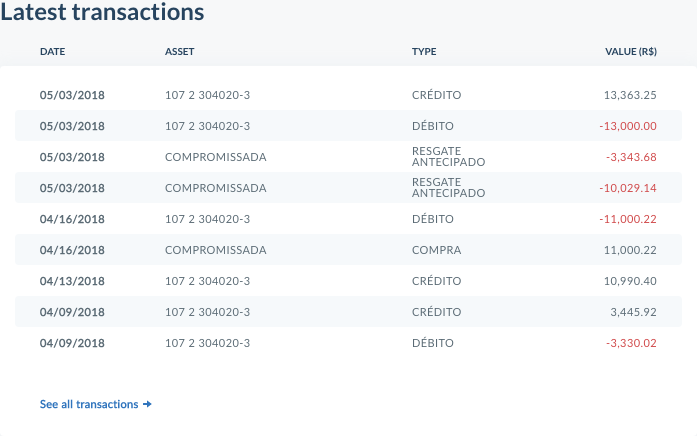 Latest transactions
DATE ASSET TYPE VALUE (R$)
05/03/2018 107 2 304020-3 CRÉDITO 13,363.25
05/03/2018 107 2 304020-3 DÉBITO -13,000.00
05/03/2018 COMPROMISSADA RESGATE ANTECIPADO -3,343.68
05/03/2018 COMPROMISSADA RESGATE ANTECIPADO -10,029.14
04/16/2018 107 2 304020-3 DÉBITO -11,000.22
04/16/2018 COMPROMISSADA COMPRA 11,000.22
04/13/2018 107 2 304020-3 CRÉDITO 10,990.40
04/09/2018 107 2 304020-3 CRÉDITO 3,445.92
04/09/2018 107 2 304020-3 DÉBITO -3,330.02
See all transactions →